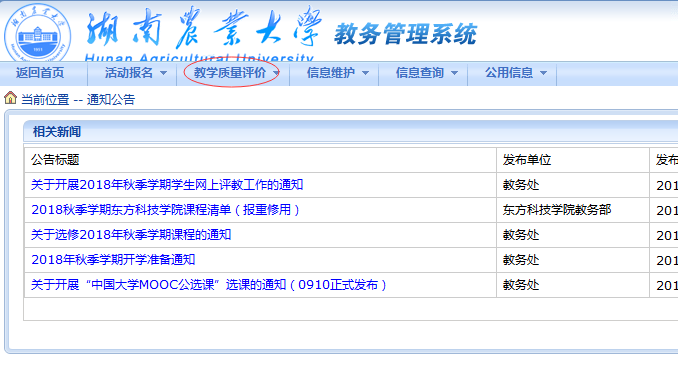 湖南农业大学 教务管理系统
Hunan Agricultural University
返回首页 活动报名 教学质量评价 信息维护 信息查询 公用信息
当前位置 -- 通知公告
相关新闻
公告标题 发布单位 发布
关于开展2018年秋季学期学生网上评教工作的通知 教务处 201
2018秋季学期东方科技学院课程清单（报重修用） 东方科技学院教务部 201
关于选修2018年秋季学期课程的通知 教务处 201
2018年秋季学期开学准备通知 教务处 201
关于开展“中国大学MOOC公选课”选课的通知（0910正式发布） 教务处 201